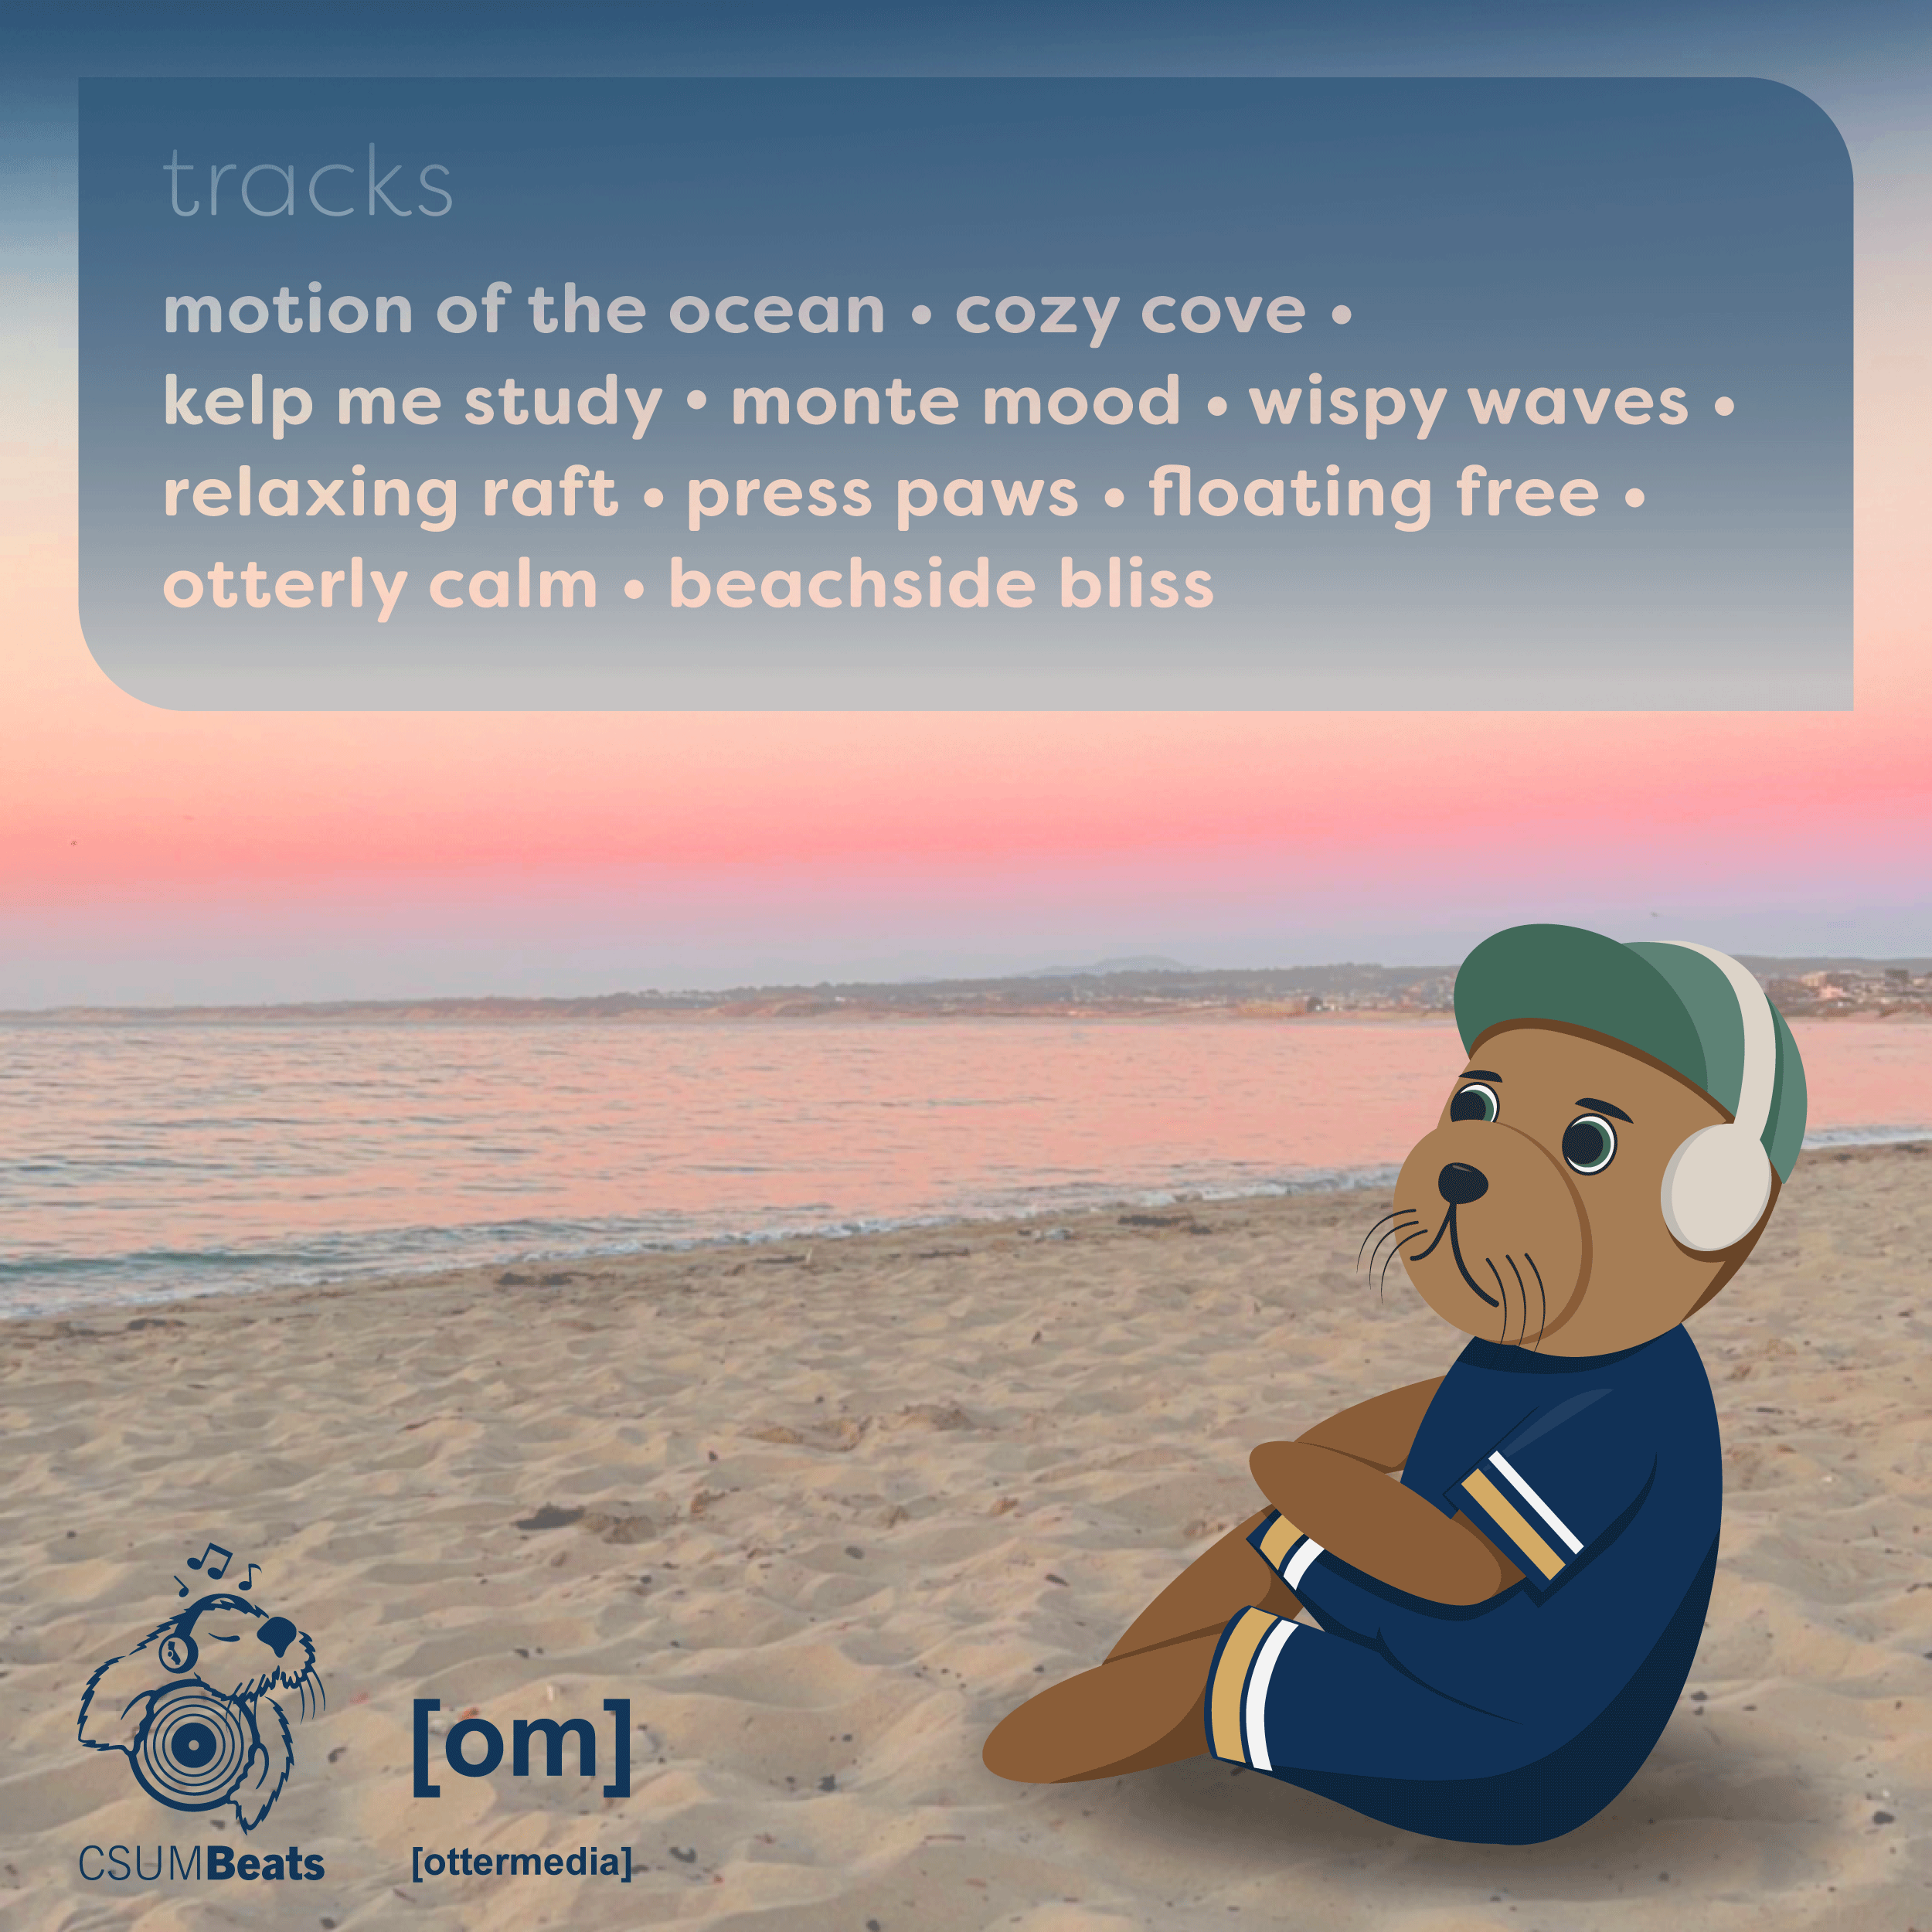 tracks
motion of the ocean • cozy cove •
kelp me study • monte mood • wispy waves •
relaxing raft • press paws • floating free •
otterly calm • beachside bliss
[om]
CSUMBeats
[ottermedia]